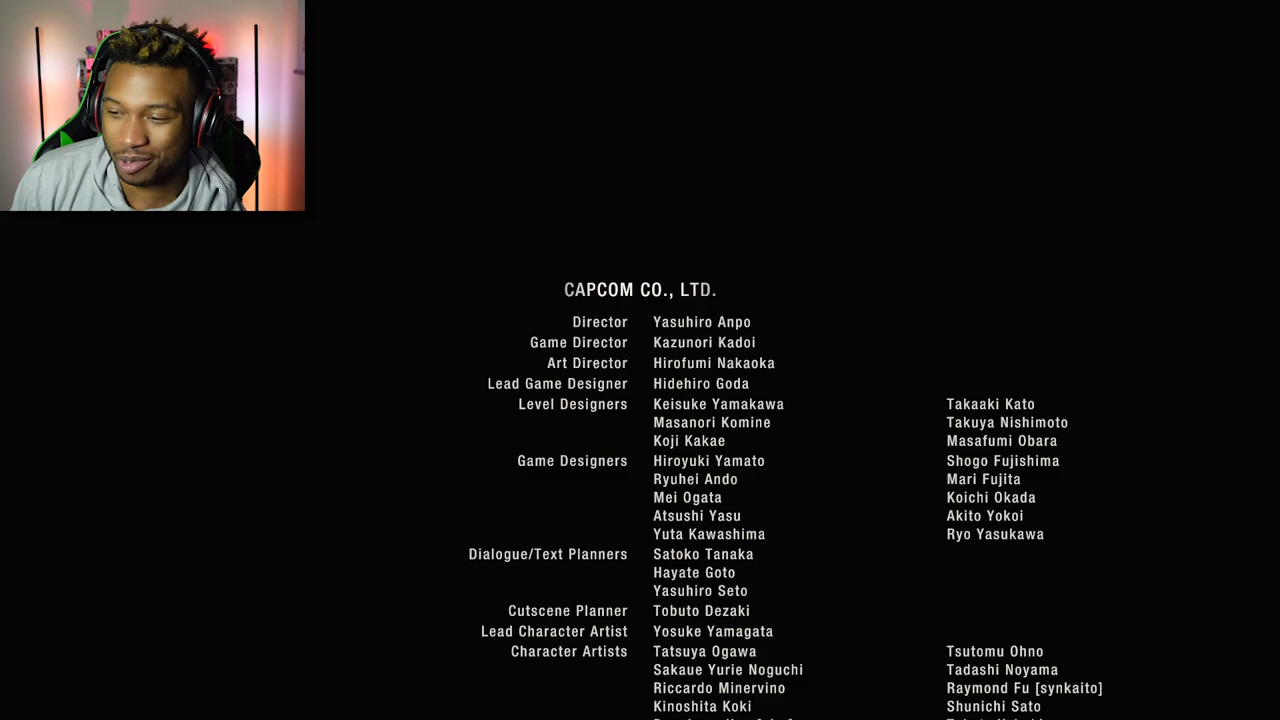 CAPCOM CO., LTD.
Director Yasuhiro Anpo
Game Director Kazunori Kadoi
Art Director Hirofumi Nakaoka
Lead Game Designer Hidehiro Goda
Level Designers Keisuke Yamakawa Takaaki Kato
Masanori Komine Takuya Nishimoto
Koji Kakae Masafumi Obara
Game Designers Hiroyuki Yamato Shogo Fujishima
Ryuhei Ando Mari Fujita
Mei Ogata Koichi Okada
Atsushi Yasu Akito Yokoi
Yuta Kawashima Ryo Yasukawa
Dialogue/Text Planners Satoko Tanaka
Hayate Goto
Yasuhiro Seto
Cutscene Planner Tobuto Dezaki
Lead Character Artist Yosuke Yamagata
Character Artists Tatsuya Ogawa Tsutomu Ohno
Sakaue Yurie Noguchi Tadashi Noyama
Riccardo Minervino Raymond Fu [synkaito]
Kinoshita Koki Shunichi Sato